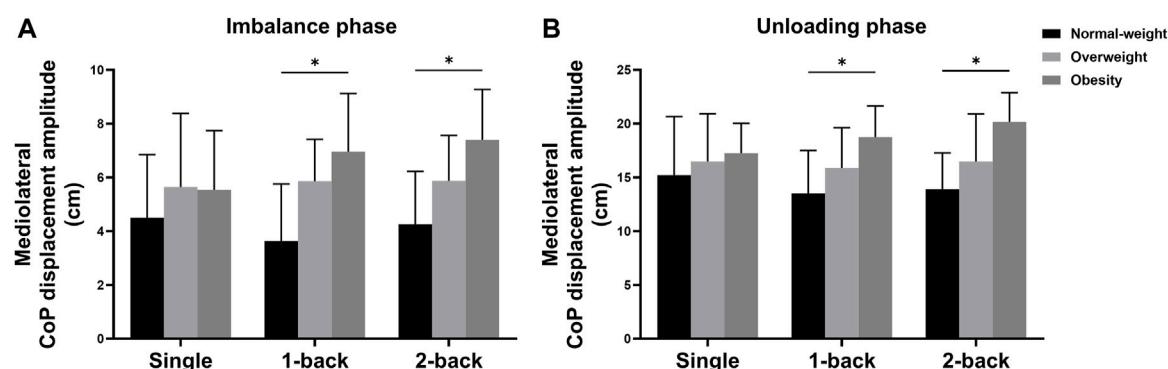 A
Imbalance phase
Mediolateral
CoP displacement amplitude
(cm)
10
8
6
4
2
0
*
*
Single
1-back
2-back
B
Unloading phase
Mediolateral
CoP displacement amplitude
(cm)
25
20
15
10
5
0
*
*
Single
1-back
2-back
Normal-weight
Overweight
Obesity